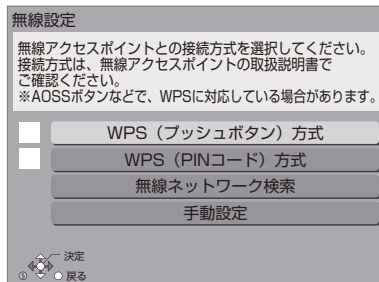 無線設定
無線アクセスポイントとの接続方式を選択してください。
接続方式は、無線アクセスポイントの取扱説明書で
ご確認ください。
※AOSSボタンなどで、WPSに対応している場合があります。
WPS（プッシュボタン）方式
WPS（PINコード）方式
無線ネットワーク検索
手動設定
決定
Ⓢ 戻る